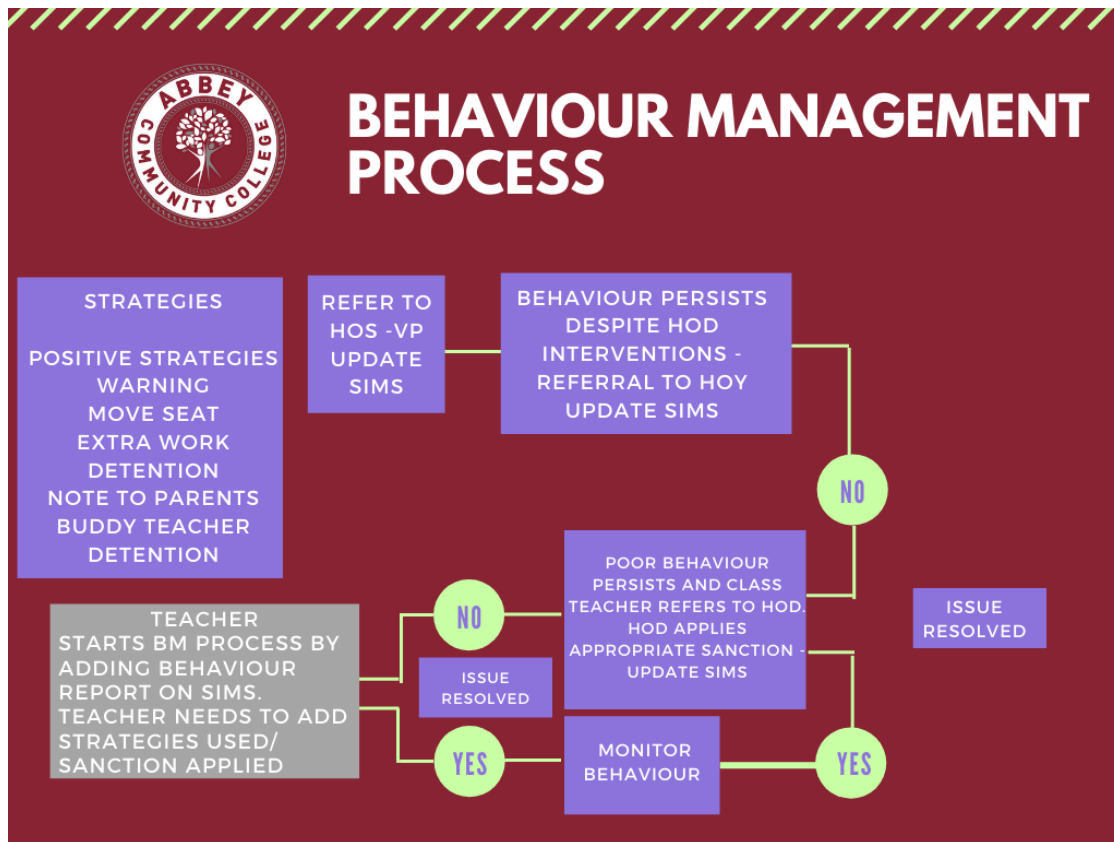 ABBEY
COMMUNITY COLLEGE
BEHAVIOUR MANAGEMENT
PROCESS
STRATEGIES
POSITIVE STRATEGIES
WARNING
MOVE SEAT
EXTRA WORK
DETENTION
NOTE TO PARENTS
BUDDY TEACHER
DETENTION
REFER TO
HOS -VP
UPDATE
SIMS
BEHAVIOUR PERSISTS
DESPITE HOD
INTERVENTIONS -
REFERRAL TO HOY
UPDATE SIMS
NO
POOR BEHAVIOUR
PERSISTS AND CLASS
TEACHER REFERS TO HOD.
HOD APPLIES
APPROPRIATE SANCTION -
UPDATE SIMS
ISSUE
RESOLVED
TEACHER
STARTS BM PROCESS BY
ADDING BEHAVIOUR
REPORT ON SIMS.
TEACHER NEEDS TO ADD
STRATEGIES USED/
SANCTION APPLIED
NO
ISSUE
RESOLVED
YES
MONITOR
BEHAVIOUR
YES